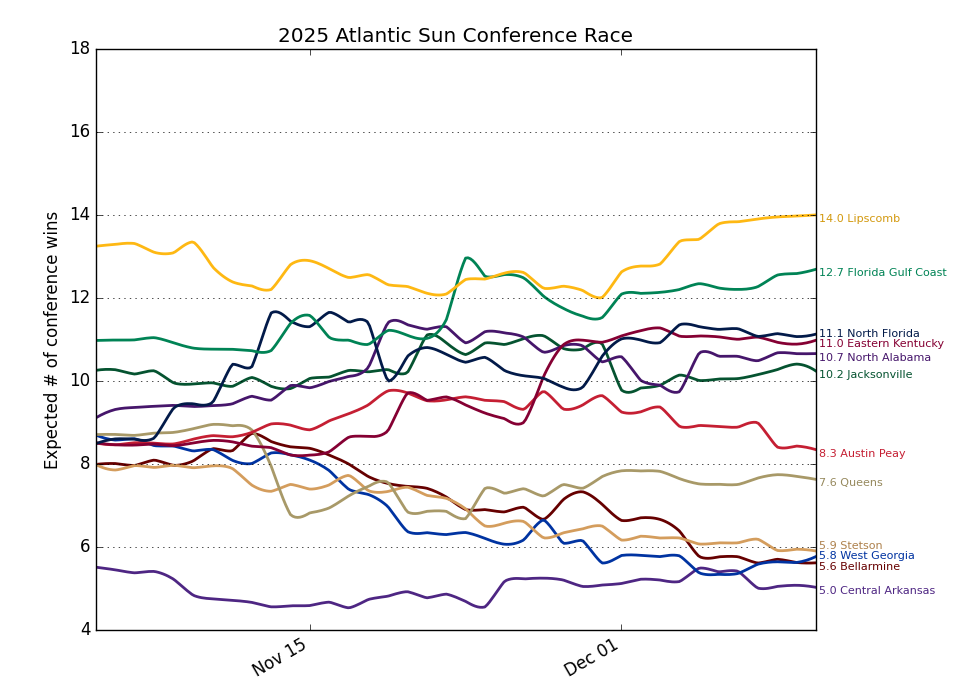 2025 Atlantic Sun Conference Race
Expected # of conference wins
18
16
14
12
10
8
6
4
Nov 15
Dec 01
14.0 Lipscomb
12.7 Florida Gulf Coast
11.1 North Florida
11.0 Eastern Kentucky
10.7 North Alabama
10.2 Jacksonville
8.3 Austin Peay
7.6 Queens
5.9 Stetson
5.8 West Georgia
5.6 Bellarmine
5.0 Central Arkansas